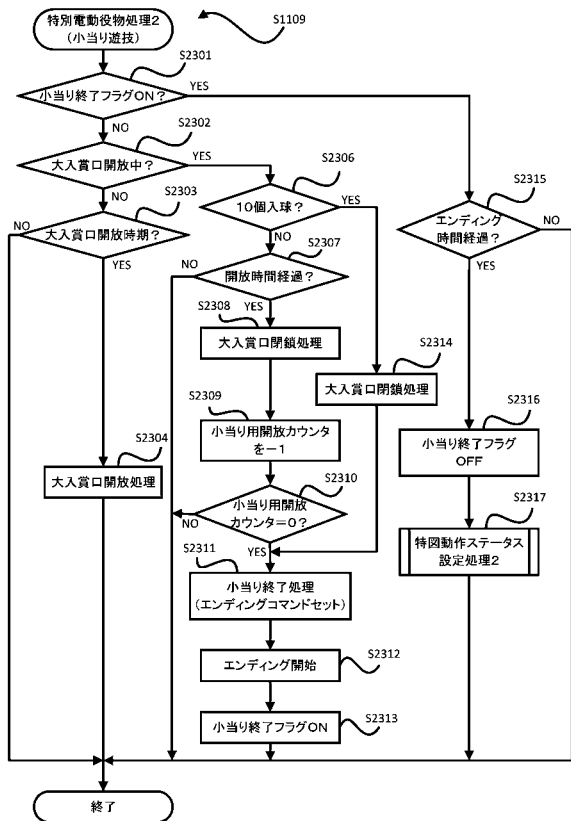 特別電動役物処理2
(小当り遊技)
S1109
S2301
小当り終了フラグON?
YES
NO
S2302
大入賞口開放中?
YES
NO
S2303
大入賞口開放時期?
NO
YES
S2304
大入賞口開放処理
S2306
10個入球?
YES
NO
S2307
開放時間経過?
NO
YES
S2308
大入賞口閉鎖処理
S2309
小当り用開放カウンタ
を-1
S2310
小当り用開放
カウンタ=0?
NO
YES
S2311
小当り終了処理
(エンディングコマンドセット)
エンディング開始
S2312
小当り終了フラグON
S2313
S2314
大入賞口閉鎖処理
S2315
エンディング
時間経過?
NO
YES
S2316
小当り終了フラグ
OFF
S2317
特図動作ステータス
設定処理2
終了